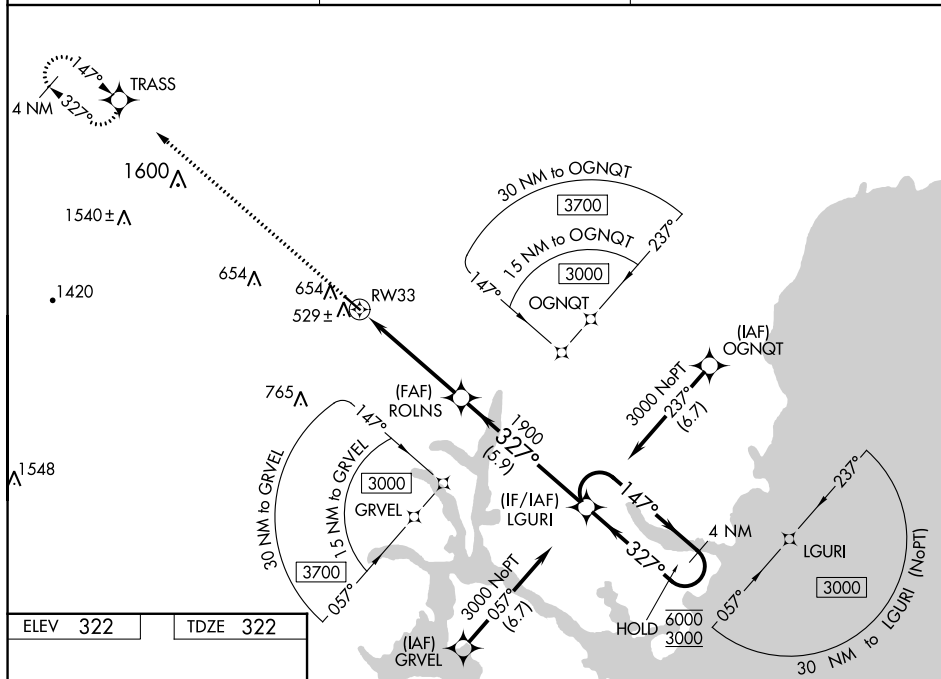 147°
TRASS
4 NM
327°
1600
30 NM to OGNQT
3700
1540 ±
15 NM to OGNQT
237°
3000
654
147°
1420
654
RW33
OGNQT
529 ±
(IAF)
OGNQT
765
(FAF)
ROLNS
3000 NoPT
237°
(6.7)
147°
1900
327°
(5.9)
1548
3000
30 NM to GRVEL
15 NM to GRVEL
GRVEL
(IF/IAF)
LGURI
147°
237°
4 NM
LGURI
327°
3700
057°
3000 NoPT
057°
(6.7)
3000
057°
HOLD
6000
3000
30 NM to LGURI (NoPT)
ELEV 322
TDZE 322
(IAF)
GRVEL